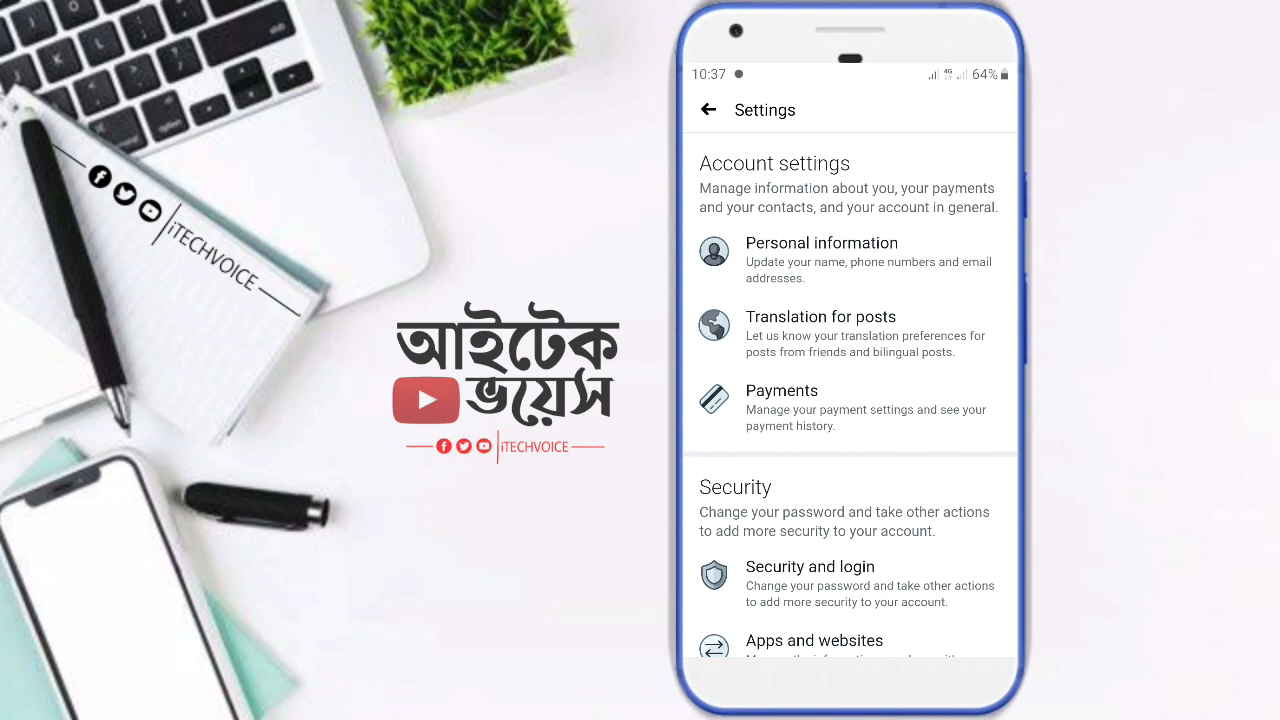 iTECHVOICE
আইটেক
ভয়েস
iTECHVOICE
10:37 4G 64%
Settings
Account settings
Manage information about you, your payments
and your contacts, and your account in general.
Personal information
Update your name, phone numbers and email
addresses.
Translation for posts
Let us know your translation preferences for
posts from friends and bilingual posts.
Payments
Manage your payment settings and see your
payment history.
Security
Change your password and take other actions
to add more security to your account.
Security and login
Change your password and take other actions
to add more security to your account.
Apps and websites